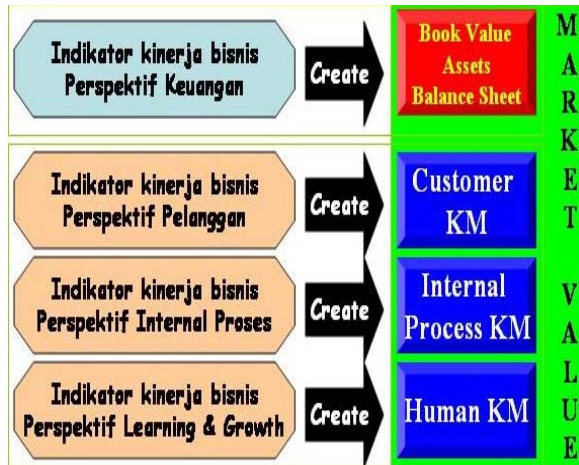 Indikator kinerja bisnis
Perspektif Keuangan
Create
Book Value
Assets
Balance Sheet
Indikator kinerja bisnis
Perspektif Pelanggan
Create
Customer
KM
Indikator kinerja bisnis
Perspektif Internal Proses
Create
Internal
Process KM
Indikator kinerja bisnis
Perspektif Learning & Growth
Create
Human KM
MARKET VALUE